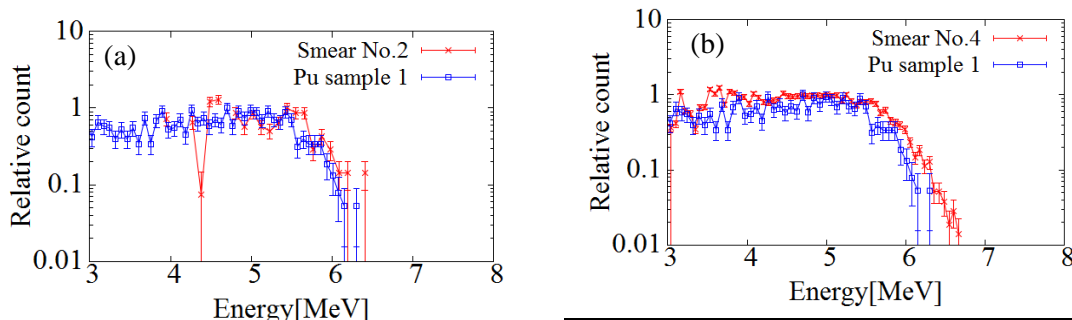 (a)
Smear No.2
Pu sample 1
Relative count
10
1
0.1
0.01
3 4 5 6 7 8
Energy[MeV]
(b)
Smear No.4
Pu sample 1
Relative count
10
1
0.1
0.01
3 4 5 6 7 8
Energy[MeV]